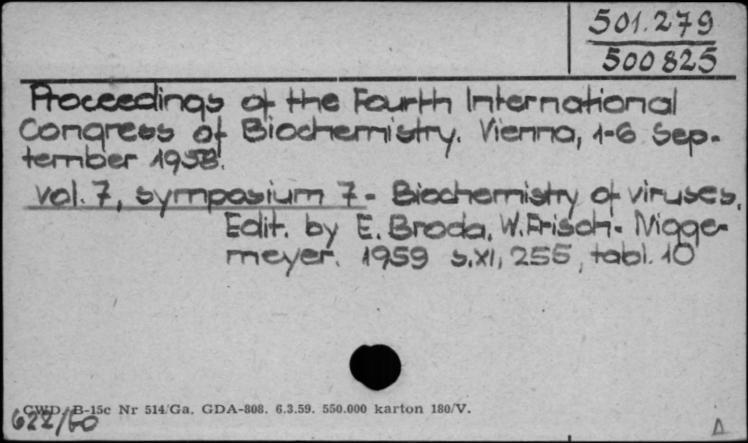 501.279
500825
Proceedings of the Fourth International
Congress of Biochemistry. Vienna, 1-6 Sep-
tember 1958.
vol. 7, symposium 7 - Biochemistry of viruses.
Edit. by E. Broda, W. Frisch-Nigge-
meyer. 1959 s.XI, 255, tabl. 10
CWD. B-15c Nr 514/Ga. GDA-808. 6.3.59. 550.000 karton 180/V.
622/60
Δ